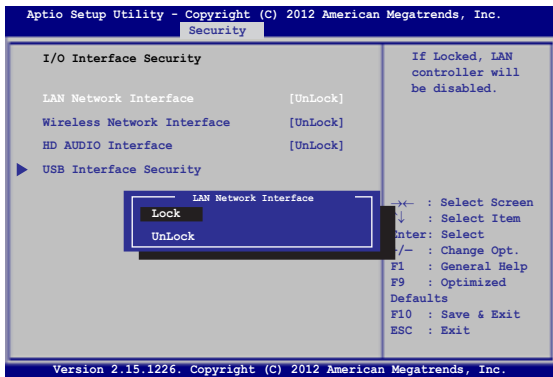 Aptio Setup Utility - Copyright (C) 2012 American Megatrends, Inc.
Security
I/O Interface Security
LAN Network Interface [UnLock]
Wireless Network Interface [UnLock]
HD AUDIO Interface [UnLock]
USB Interface Security
If Locked, LAN
controller will
be disabled.
LAN Network Interface
Lock
UnLock
→← : Select Screen
↑↓ : Select Item
Enter: Select
+/— : Change Opt.
F1 : General Help
F9 : Optimized
Defaults
F10 : Save & Exit
ESC : Exit
Version 2.15.1226. Copyright (C) 2012 American Megatrends, Inc.